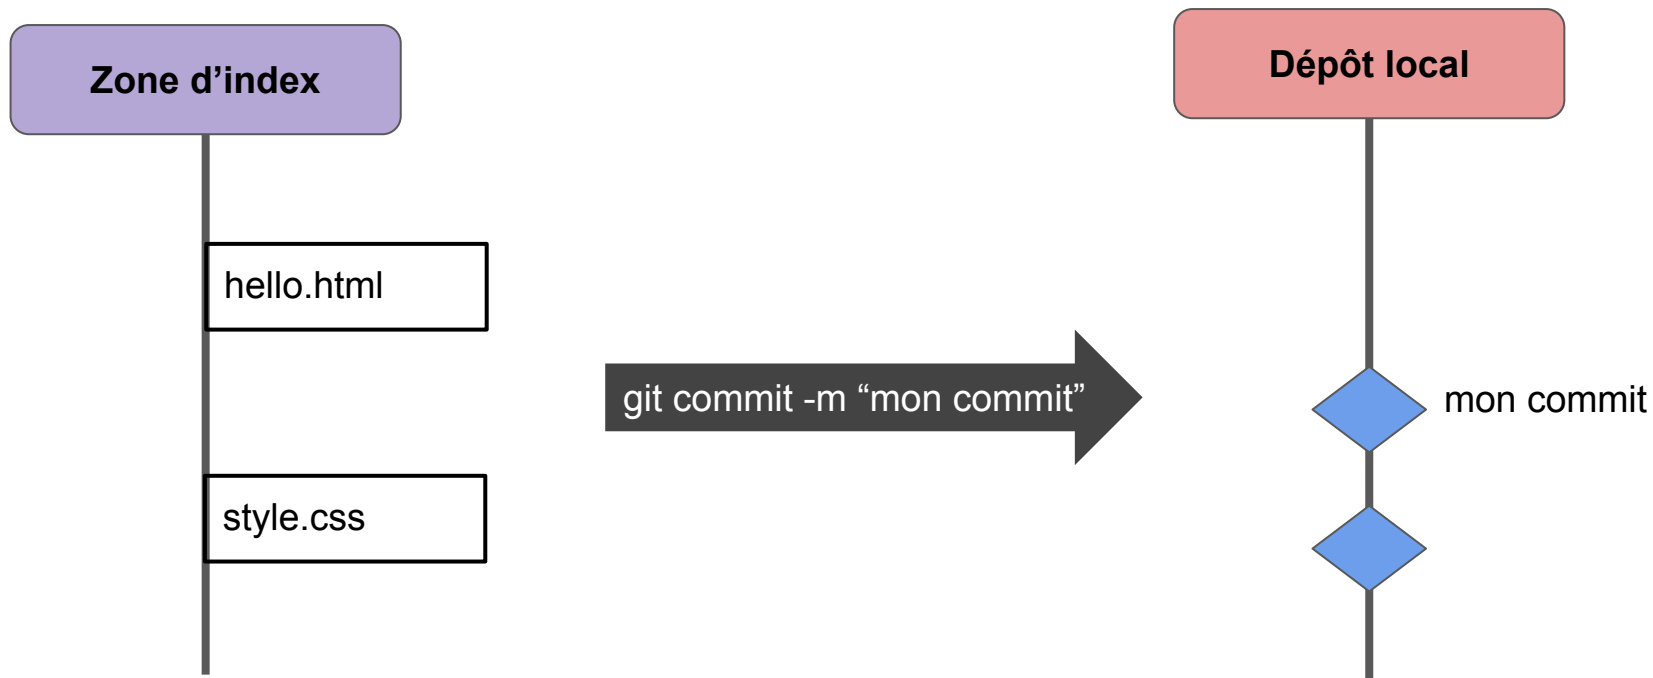 Zone d’index
Dépôt local
hello.html
git commit -m “mon commit”
mon commit
style.css